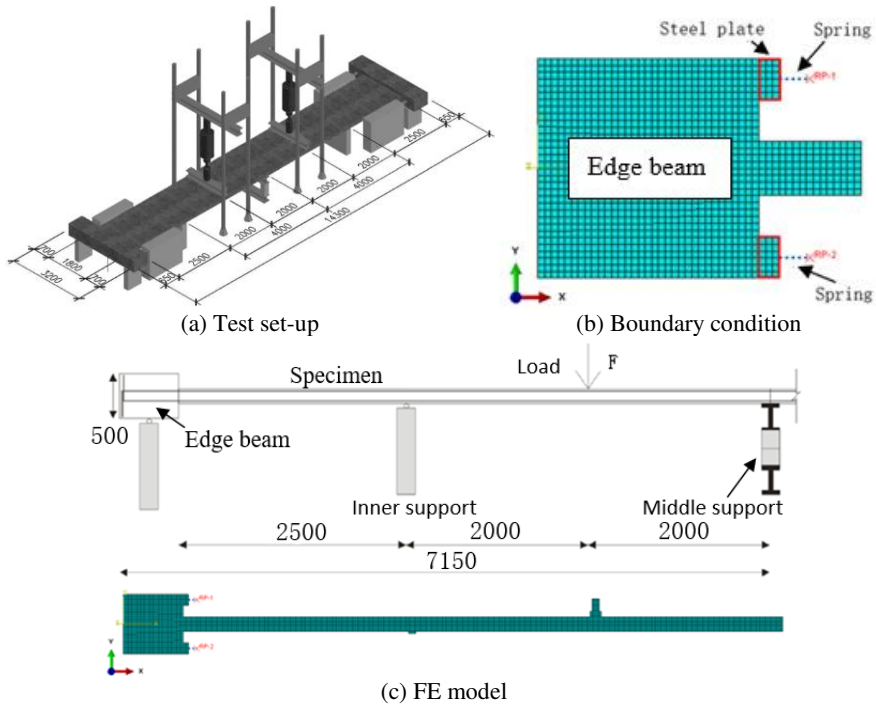 Steel plate
Spring
RP-1
Edge beam
RP-2
Spring
Y
X
650
2500
2000
4000
2000
14300
2000
2000
4000
2500
650
700
1800
700
3200
(a) Test set-up
(b) Boundary condition
Specimen
Load
F
500
Edge beam
Inner support
Middle support
2500
2000
2000
7150
RP-1
RP-2
Y
X
(c) FE model